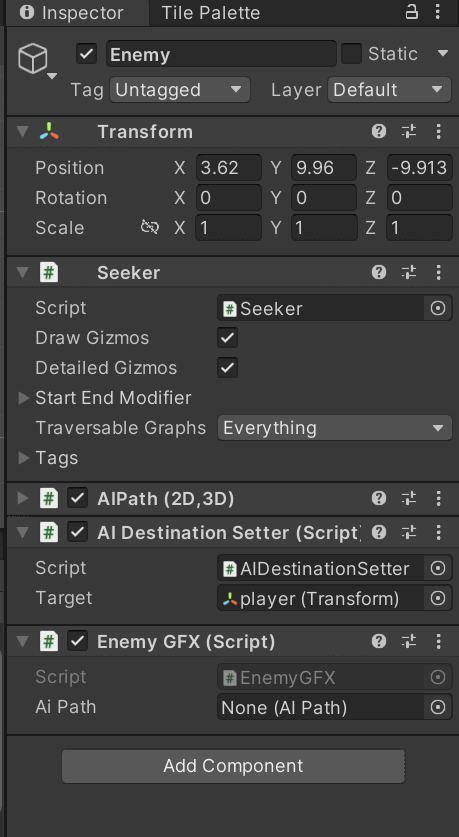 Inspector Tile Palette
Enemy Static
Tag Untagged Layer Default
Transform
Position X 3.62 Y 9.96 Z -9.913
Rotation X 0 Y 0 Z 0
Scale X 1 Y 1 Z 1
# Seeker
Script # Seeker
Draw Gizmos
Detailed Gizmos
Start End Modifier
Traversable Graphs Everything
Tags
# AIPath (2D,3D)
# AI Destination Setter (Script)
Script # AIDestinationSetter
Target player (Transform)
# Enemy GFX (Script)
Script # EnemyGFX
Ai Path None (AI Path)
Add Component